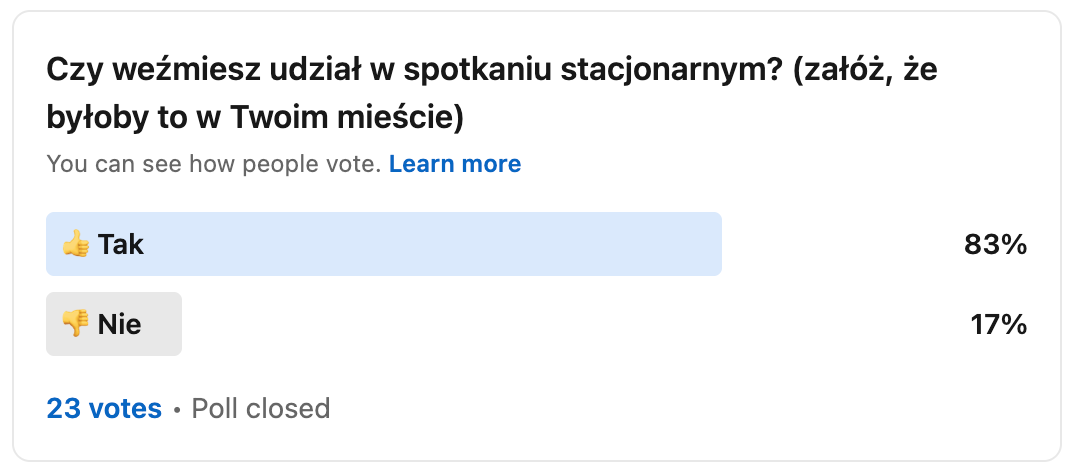 Czy weźmiesz udział w spotkaniu stacjonarnym? (załóż, że
byłoby to w Twoim mieście)
You can see how people vote. Learn more
👍 Tak 83%
👎 Nie 17%
23 votes • Poll closed